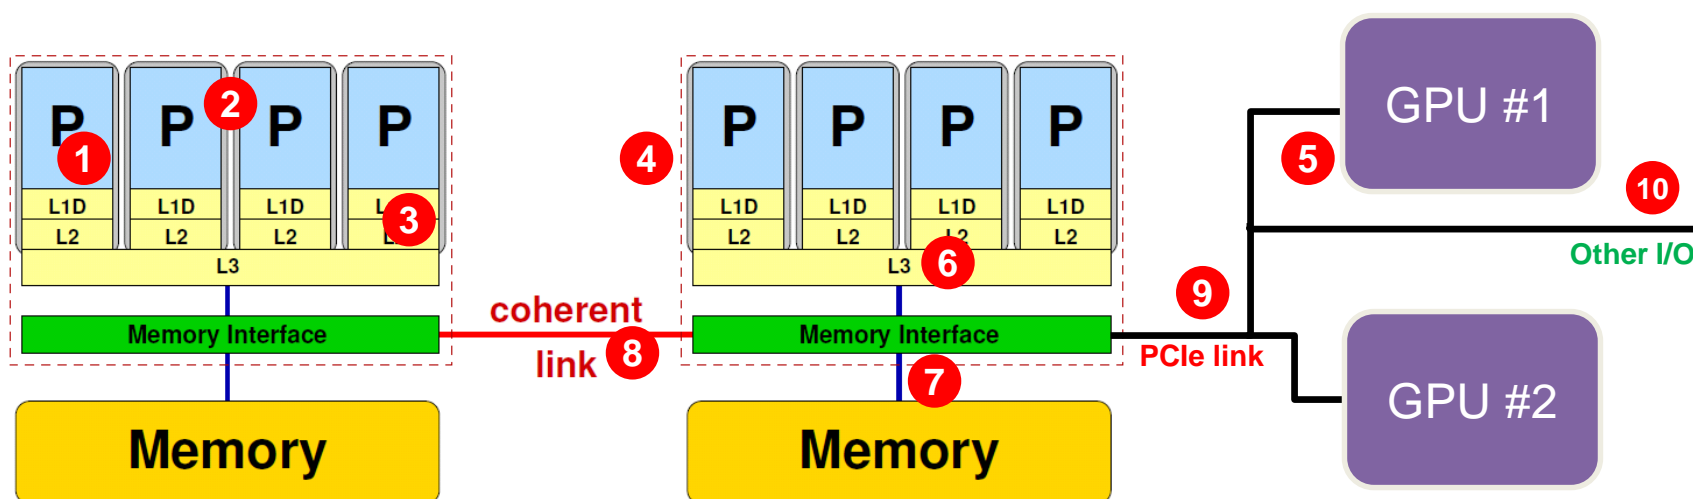 P P P P
1
2
L1D L1D L1D L1
3
L2 L2 L2 L
L3
Memory Interface
Memory
coherent
link
8
4
P P P P
L1D L1D L1D L1D
L2 L2 L2 L2
L3
6
Memory Interface
7
Memory
9
PCIe link
5
GPU #1
10
Other I/O
GPU #2